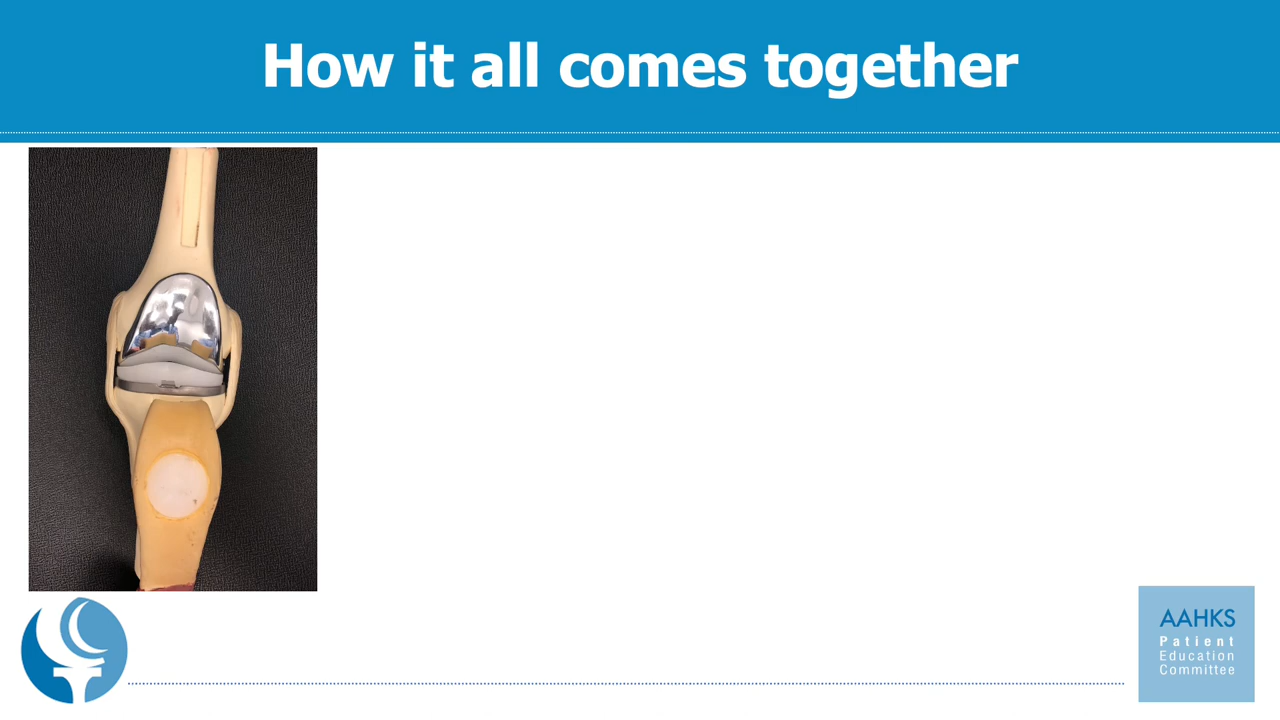 How it all comes together
AAHKS
Patient
Education
Committee